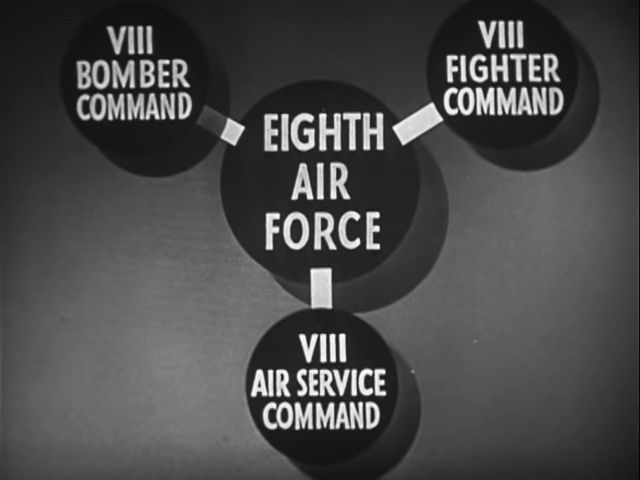 VIII
BOMBER
COMMAND
VIII
FIGHTER
COMMAND
EIGHTH
AIR
FORCE
VIII
AIR SERVICE
COMMAND